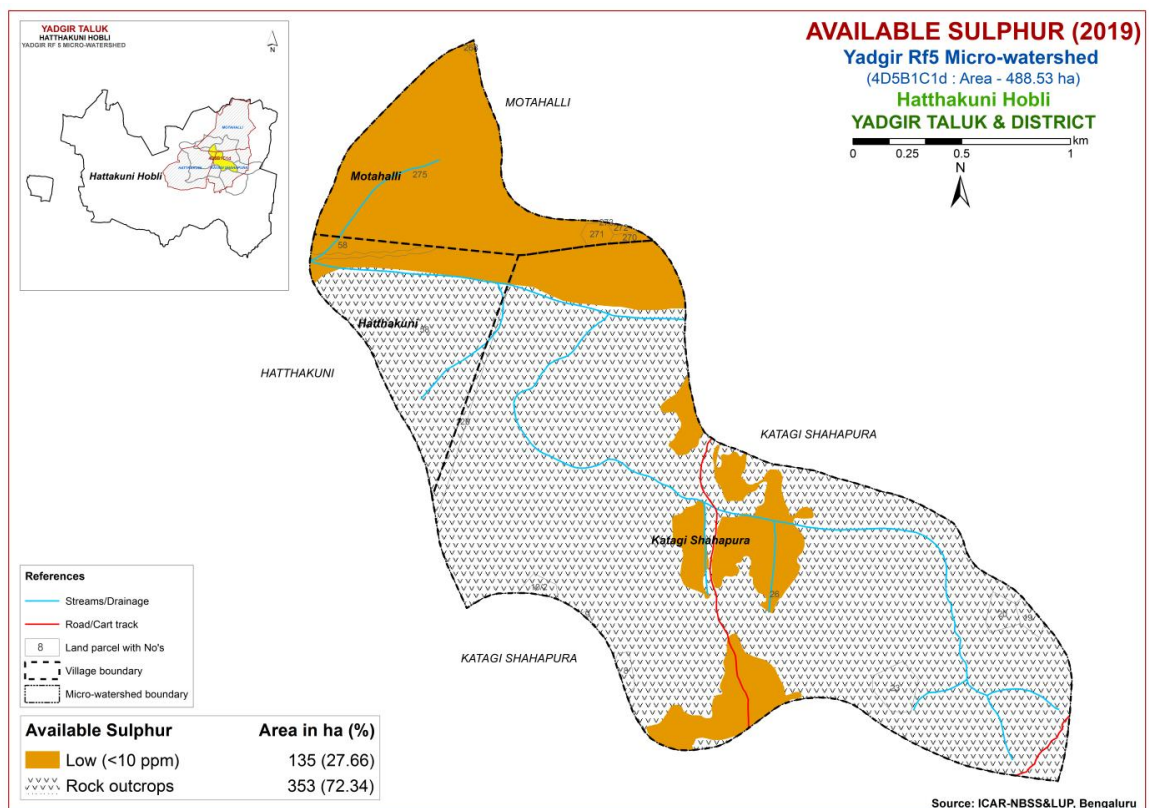 YADGIR TALUK
HATTHAKUNI HOBLI
YADGIR RF 5 MICRO-WATERSHED
N
MOTAHALLI
Hattakuni Hobli
AVAILABLE SULPHUR (2019)
Yadgir Rf5 Micro-watershed
(4D5B1C1d : Area - 488.53 ha)
Hatthakuni Hobli
YADGIR TALUK & DISTRICT
km
0 0.25 0.5 1
N
MOTAHALLI
Motahalli
275
271
270
58
Hatthakuni
HATTHAKUNI
KATAGI SHAHAPURA
Katagi Shahapura
26
KATAGI SHAHAPURA
References
Streams/Drainage
Road/Cart track
8 Land parcel with No's
Village boundary
Micro-watershed boundary
Available Sulphur Area in ha (%)
Low (<10 ppm) 135 (27.66)
Rock outcrops 353 (72.34)
Source: ICAR-NBSS&LUP, Bengaluru